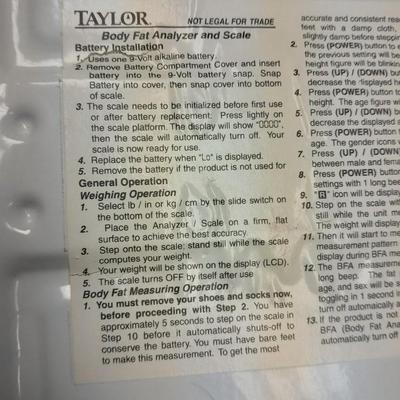 TAYLOR® NOT LEGAL FOR TRADE
Body Fat Analyzer and Scale
Battery Installation
1. Uses one 9-Volt alkaline battery.
2. Remove Battery Compartment Cover and insert
battery into the 9-Volt battery snap. Snap
Battery into cover, then snap cover into bottom
of scale.
3. The scale needs to be initialized before first use
or after battery replacement. Press lightly on
the scale platform. The display will show "0000",
then the scale will automatically turn off. Your
scale is now ready for use.
4. Replace the battery when "Lo" is displayed.
5. Remove the battery if the product is not used for
General Operation
Weighing Operation
1. Select lb / in or kg / cm by the slide switch on
the bottom of the scale.
2. Place the Analyzer / Scale on a firm, flat
surface to achieve the best accuracy.
3. Step onto the scale; stand still while the scale
computes your weight.
4. Your weight will be shown on the display (LCD).
5. The scale turns OFF by itself after use
Body Fat Measuring Operation
1. You must remove your shoes and socks now,
before proceeding with Step 2. You have
approximately 5 seconds to step on the scale in
Step 10 before it automatically shuts-off to
conserve the battery. You must have bare feet
to make this measurement. To get the most
accurate and consistent rea
feet with a damp cloth,
slightly damp before steppin
2. Press (POWER) button to e
the previous setting will be
height figure will be blinkin
3. Press (UP) / (DOWN) bu
decrease the displayed he
4. Press (POWER) button t
height. The age figure wi
5. Press (UP) / (DOWN) bu
decrease the displayed a
6. Press (POWER) button t
age. The gender icons w
7. Press (UP) / (DOWN)
between male and fema
8. Press (POWER) button
settings with 1 long bee
9. will be display
10. Step on the scale with
still while the unit me
The weight will display
11. Then it will start to me
measurement pattern
display during BFA me
12. The BFA measureme
long beep. The fat
age, and sex will be s
toggling in 1 second in
turn off automatically a
13. If the product is not
BFA (Body Fat Ana
automatically turn off